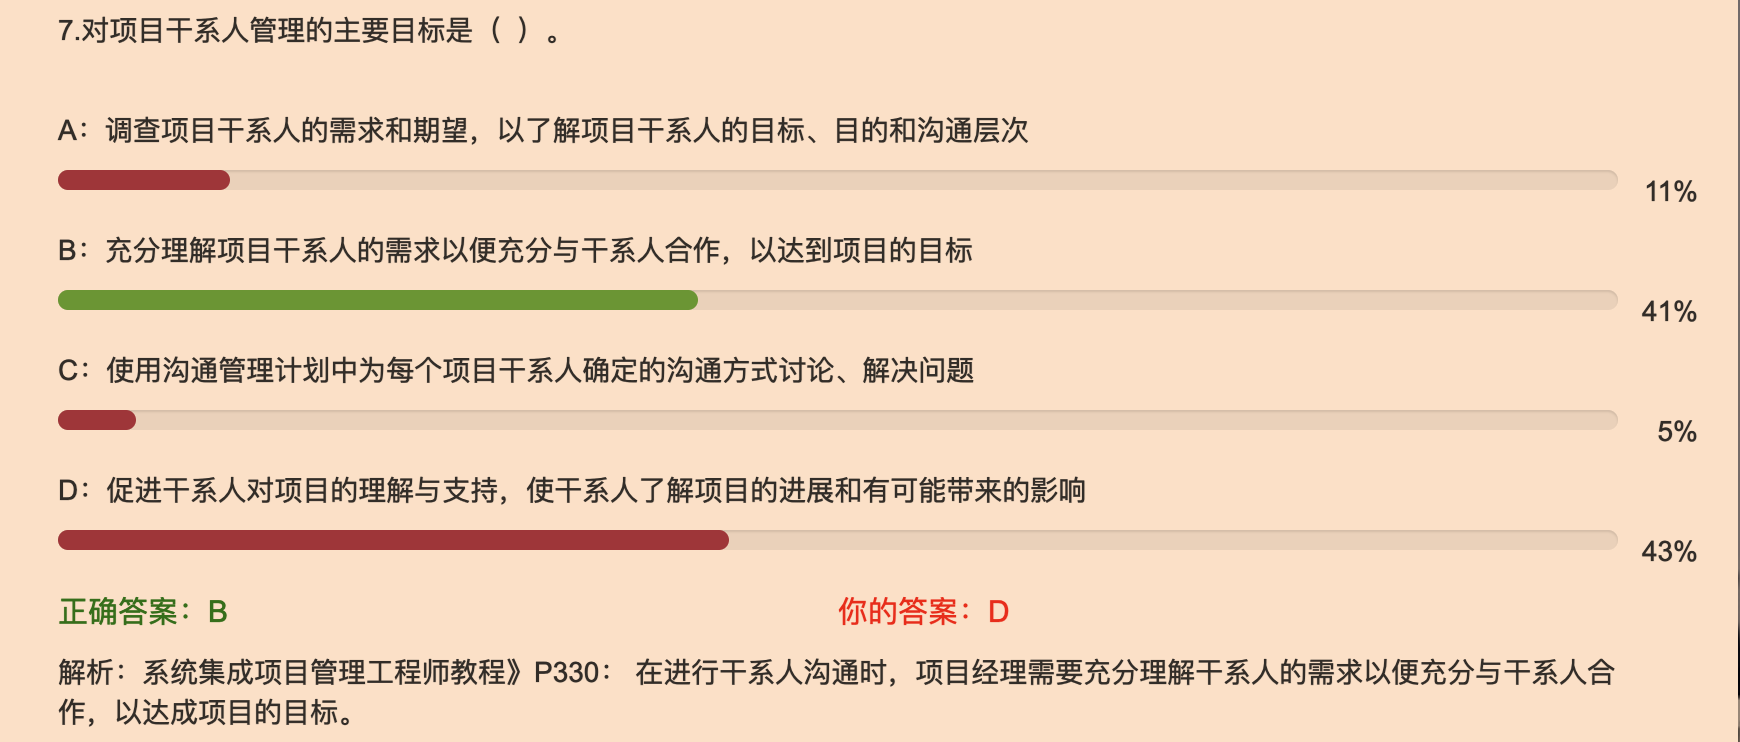 7.对项目干系人管理的主要目标是（ ）。
A：调查项目干系人的需求和期望，以了解项目干系人的目标、目的和沟通层次
11%
B：充分理解项目干系人的需求以便充分与干系人合作，以达到项目的目标
41%
C：使用沟通管理计划中为每个项目干系人确定的沟通方式讨论、解决问题
5%
D：促进干系人对项目的理解与支持，使干系人了解项目的进展和有可能带来的影响
43%
正确答案：B 你的答案：D
解析：系统集成项目管理工程师教程》P330： 在进行干系人沟通时，项目经理需要充分理解干系人的需求以便充分与干系人合
作，以达成项目的目标。